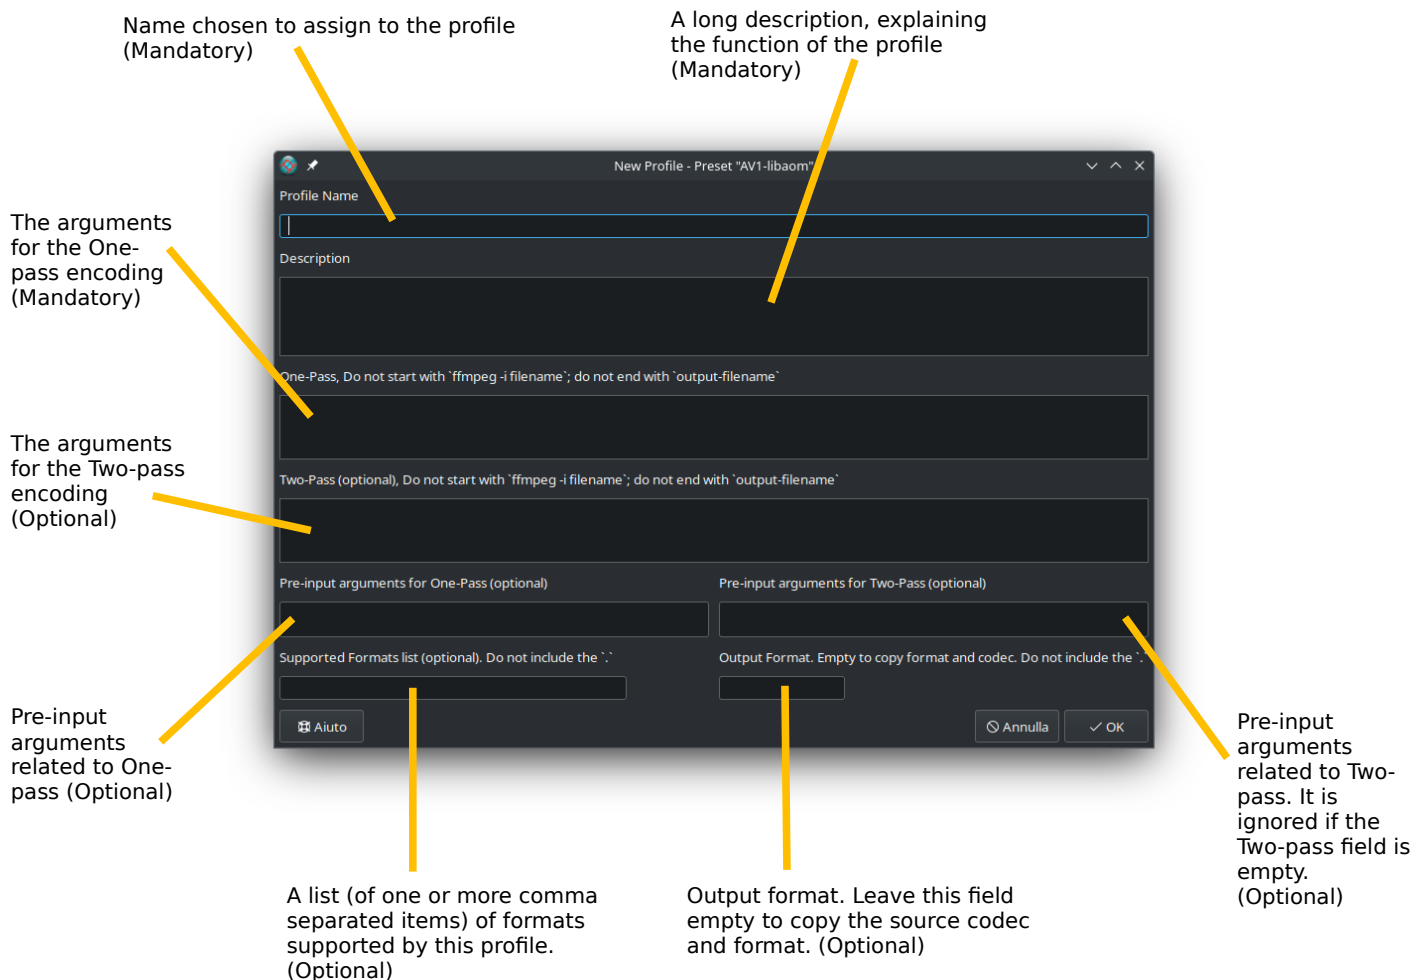 Name chosen to assign to the profile
(Mandatory)
A long description, explaining
the function of the profile
(Mandatory)
New Profile - Preset "AV1-libaom"
Profile Name
The arguments
for the One-
pass encoding
(Mandatory)
Description
One-Pass, Do not start with `ffmpeg -i filename`; do not end with `output-filename`
The arguments
for the Two-pass
encoding
(Optional)
Two-Pass (optional), Do not start with `ffmpeg -i filename`; do not end with `output-filename`
Pre-input arguments for One-Pass (optional)
Pre-input arguments for Two-Pass (optional)
Supported Formats list (optional). Do not include the `.`
Output Format. Empty to copy format and codec. Do not include the `.`
Aiuto
Annulla
OK
Pre-input
arguments
related to One-
pass (Optional)
Pre-input
arguments
related to Two-
pass. It is
ignored if the
Two-pass field is
empty.
(Optional)
A list (of one or more comma
separated items) of formats
supported by this profile.
(Optional)
Output format. Leave this field
empty to copy the source codec
and format. (Optional)